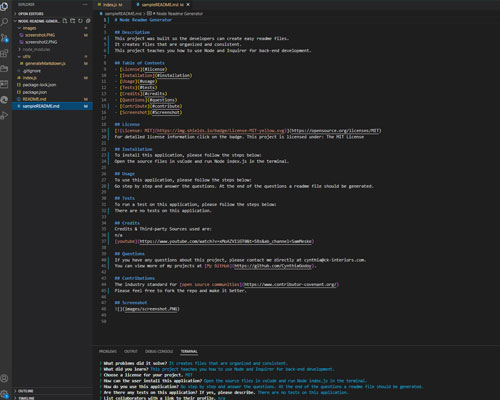 EXPLORER
index.js
sampleREADME.md
sampleREADME.md
NODE-README-GENE...
images
screenshot.PNG
screenshot2.PNG
node_modules
utils
generateMarkdown.js
.gitignore
index.js
package-lock.json
package.json
README.md
sampleREADME.md
OUTLINE
TIMELINE
# Node Readme Generator
## Description
This project was built so the developers can create easy readme files.
It creates files that are organized and consistent.
This project teaches you how to use Node and Inquirer for back-end development.
## Table of Contents
- [License](#license)
- [Installation](#installation)
- [Usage](#usage)
- [Tests](#tests)
- [Credits](#credits)
- [Questions](#questions)
- [Contribute](#contribute)
- [Screenshot](#Screenshot)
## License
[![License: MIT](https://img.shields.io/badge/License-MIT-yellow.svg)](https://opensource.org/licenses/MIT)
For detailed license information click on the badge. This project is licensed under: The MIT License
## Installation
To install this application, please follow the steps below:
Open the source-files in vsCode and run Node index.js in the terminal.
## Usage
To use this application, please follow the steps below:
Go step by step and answer the questions. At the end of the questions a readme file should be generated.
## Tests
To run a test on this application, please follow the steps below:
There are no tests on this application.
## Credits
Credits & Third-party Sources used are:
n/a
## Questions
If you have any questions about this project, please contact me directly at cynthia@ck-interiors.com.
You can view more of my projects at [My GitHub](https://github.com/CynthiaGoday).
## Contributions
The industry standard for [open source communities](https://www.contributor-covenant.org/)
Please feel free to fork the repo and make it better.
## Screenshot
![](images/screenshot.PNG)
PROBLEMS OUTPUT DEBUG CONSOLE TERMINAL
? What problems did it solve? It creates files that are organized and consistent.
? What did you learn? This project teaches you how to use Node and Inquirer for back-end development.
? Choose a license for your project. MIT
? How can the user install this application? Open the source files in vsCode and run Node index.js in the terminal.
? How do you use this application? Go step by step and answer the questions. At the end of the questions a readme file should be generated.
? Are there any tests on this application? If yes, please describe. There are no tests on this application.
? List collaborators with a link to their profile. n/a